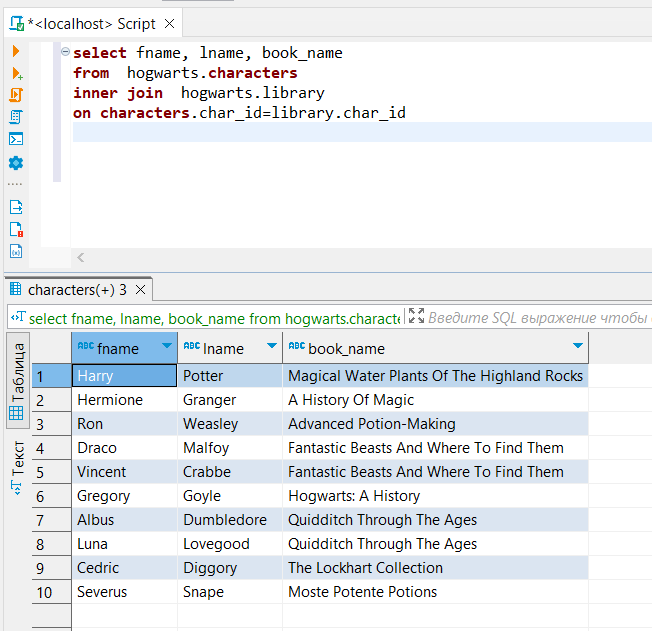 *<localhost> Script
select fname, lname, book_name
from  hogwarts.characters
inner join  hogwarts.library
on characters.char_id=library.char_id
characters(+) 3
select fname, lname, book_name from hogwarts.characte
Введите SQL выражение чтобы
Таблица
Текст
ABC fname ABC lname ABC book_name
1 Harry Potter Magical Water Plants Of The Highland Rocks
2 Hermione Granger A History Of Magic
3 Ron Weasley Advanced Potion-Making
4 Draco Malfoy Fantastic Beasts And Where To Find Them
5 Vincent Crabbe Fantastic Beasts And Where To Find Them
6 Gregory Goyle Hogwarts: A History
7 Albus Dumbledore Quidditch Through The Ages
8 Luna Lovegood Quidditch Through The Ages
9 Cedric Diggory The Lockhart Collection
10 Severus Snape Moste Potente Potions